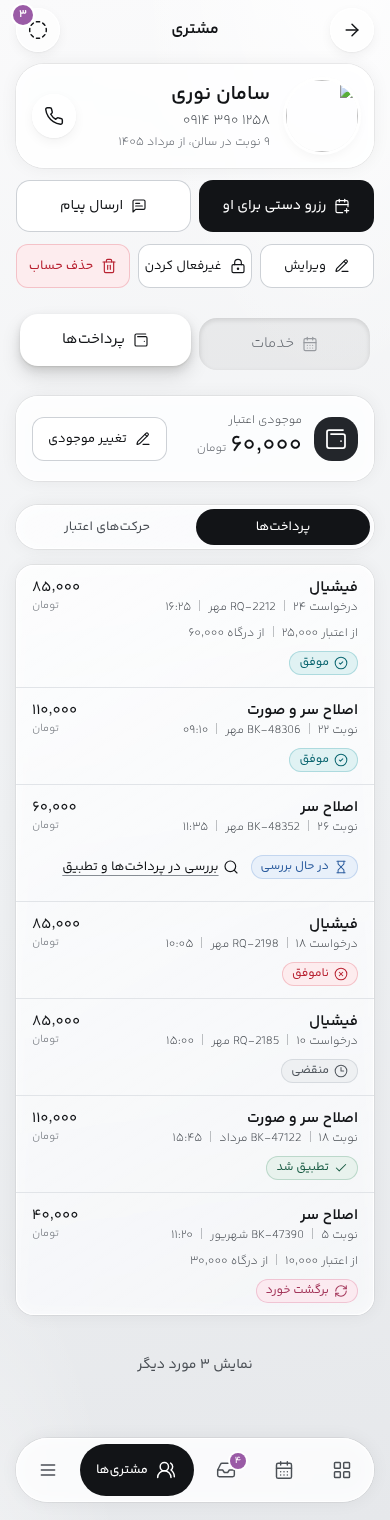 مشتری
۳
سامان نوری
۰۹۱۴ ۳۹۰ ۱۲۵۸
۹ نوبت در سالن، از مرداد ۱۴۰۵
رزرو دستی برای او
ارسال پیام
ویرایش
غیرفعال کردن
حذف حساب
خدمات
پرداخت‌ها
موجودی اعتبار
۶۰,۰۰۰ تومان
تغییر موجودی
پرداخت‌ها
حرکت‌های اعتبار
فیشیال
۸۵,۰۰۰
درخواست RQ-2212 | ۲۴ مهر | ۱۶:۲۵
تومان
از اعتبار ۲۵,۰۰۰ | از درگاه ۶۰,۰۰۰
موفق
اصلاح سر و صورت
۱۱۰,۰۰۰
نوبت BK-48306 | ۲۲ مهر | ۰۹:۱۰
تومان
موفق
اصلاح سر
۶۰,۰۰۰
نوبت BK-48352 | ۲۶ مهر | ۱۱:۳۵
تومان
در حال بررسی
بررسی در پرداخت‌ها و تطبیق
فیشیال
۸۵,۰۰۰
درخواست RQ-2198 | ۱۸ مهر | ۱۰:۰۵
تومان
ناموفق
فیشیال
۸۵,۰۰۰
درخواست RQ-2185 | ۱۰ مهر | ۱۵:۰۰
تومان
منقضی
اصلاح سر و صورت
۱۱۰,۰۰۰
نوبت BK-47122 | ۱۸ مرداد | ۱۵:۴۵
تومان
تطبیق شد
اصلاح سر
۴۰,۰۰۰
نوبت BK-47390 | ۵ شهریور | ۱۱:۲۰
تومان
از اعتبار ۱۰,۰۰۰ | از درگاه ۳۰,۰۰۰
برگشت خورد
نمایش ۳ مورد دیگر
۴
مشتری‌ها